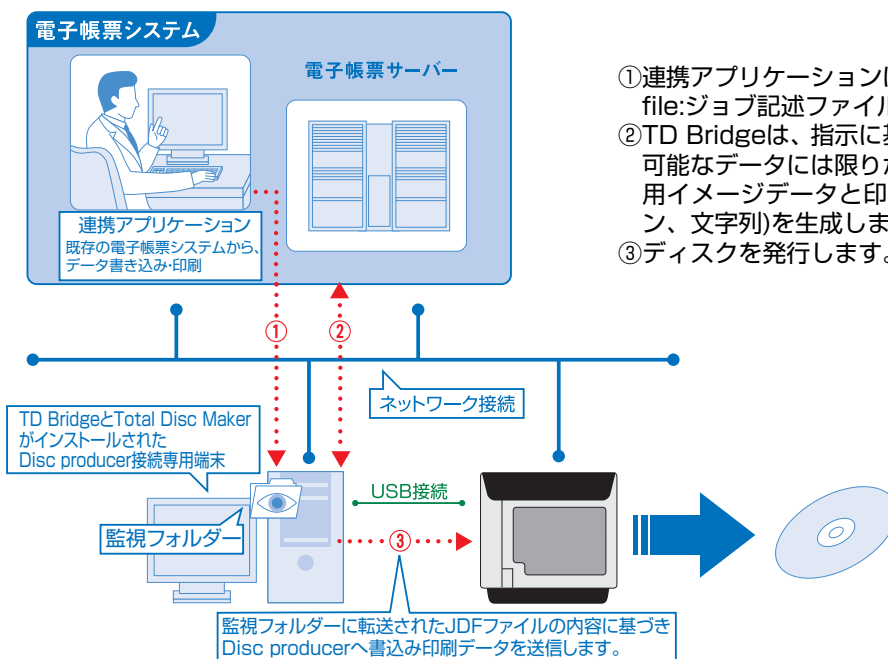 電子帳票システム
電子帳票サーバー
連携アプリケーション
既存の電子帳票システムから、
データ書き込み・印刷
①連携アプリケーションに
file:ジョブ記述ファイル
②TD Bridgeは、指示に基
可能なデータには限りが
用イメージデータと印
ン、文字列)を生成しま
③ディスクを発行します。
①
②
ネットワーク接続
TD BridgeとTotal Disc Maker
がインストールされた
Disc producer接続専用端末
USB接続
監視フォルダー
③
監視フォルダーに転送されたJDFファイルの内容に基づき
Disc producerへ書込み印刷データを送信します。